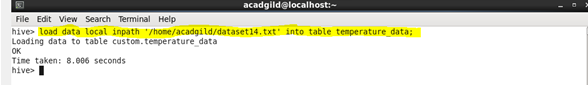 acadgild@localhost:~
File Edit View Search Terminal Help
hive> load data local inpath '/home/acadgild/dataset14.txt' into table temperature_data;
Loading data to table custom.temperature_data
OK
Time taken: 8.006 seconds
hive>